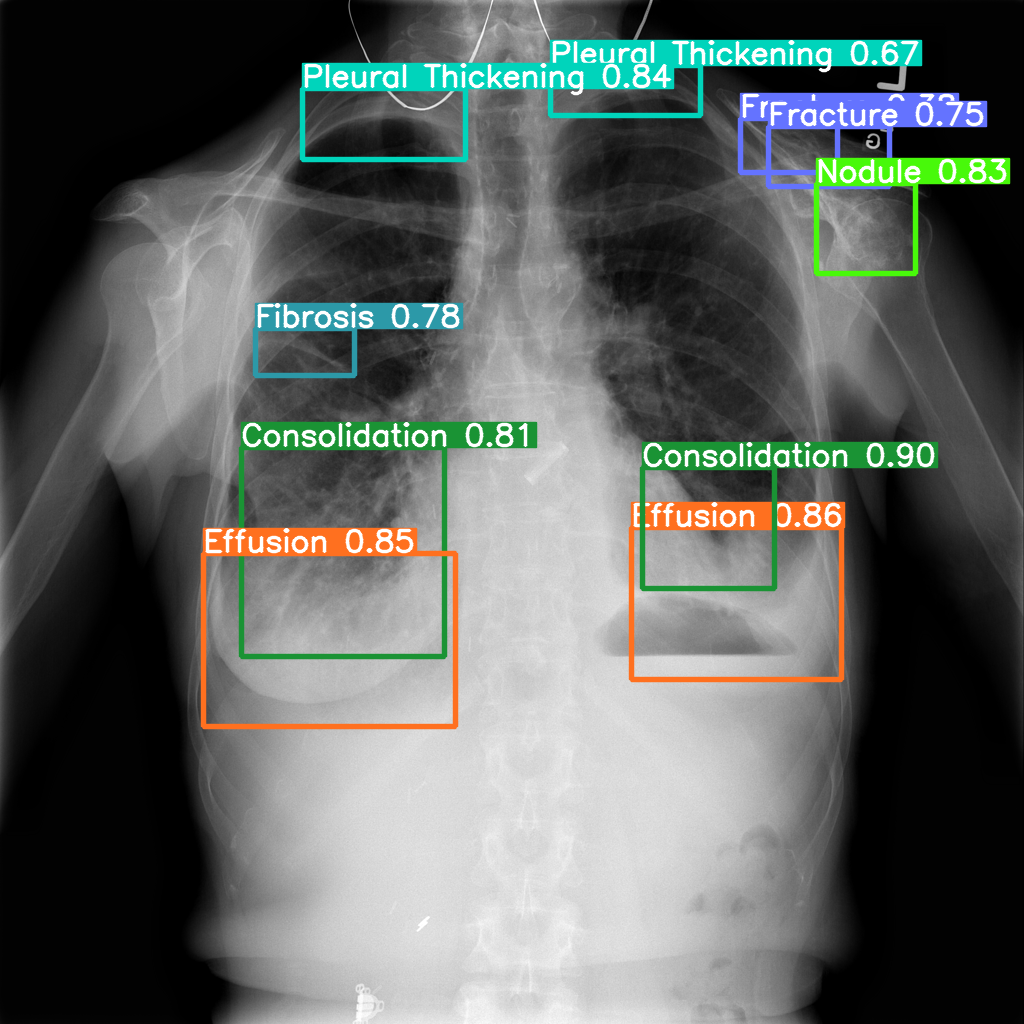 Pleural Thickening 0.67
Pleural Thickening 0.84
Fracture 0.75
G
Nodule 0.83
Fibrosis 0.78
Consolidation 0.81
Consolidation 0.90
Effusion 0.86
Effusion 0.85